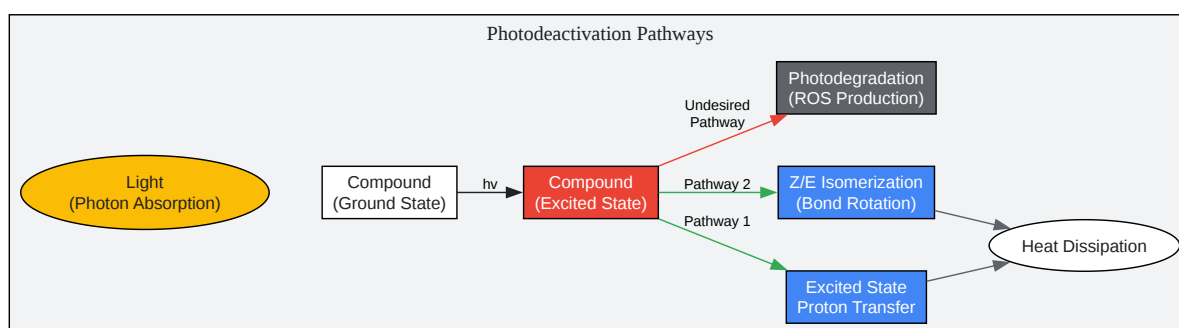 Photodeactivation Pathways
Photodegradation
(ROS Production)
Undesired
Pathway
Light
(Photon Absorption)
Compound
(Ground State)
hv
Compound
(Excited State)
Pathway 2
Z/E Isomerization
(Bond Rotation)
Pathway 1
Heat Dissipation
Excited State
Proton Transfer